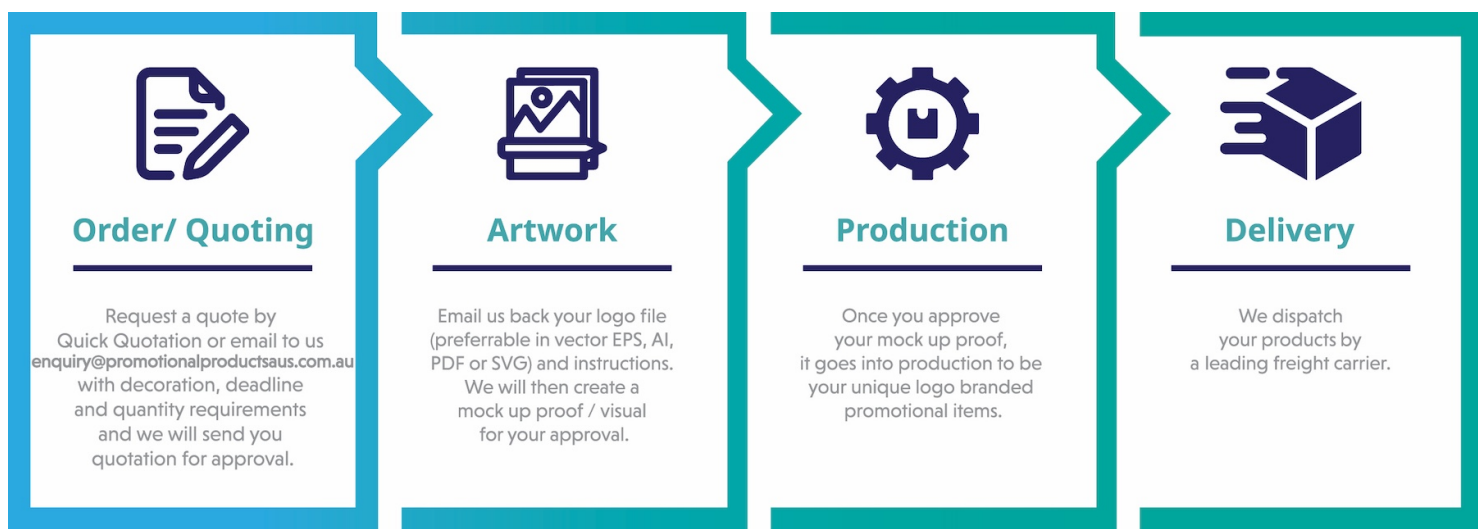 Order/ Quoting
Request a quote by
Quick Quotation or email to us
enquiry@promotionalproductsaus.com.au
with decoration, deadline
and quantity requirements
and we will send you
quotation for approval.
Artwork
Email us back your logo file
(preferrable in vector EPS, AI,
PDF or SVG) and instructions.
We will then create a
mock up proof / visual
for your approval.
Production
Once you approve
your mock up proof,
it goes into production to be
your unique logo branded
promotional items.
Delivery
We dispatch
your products by
a leading freight carrier.